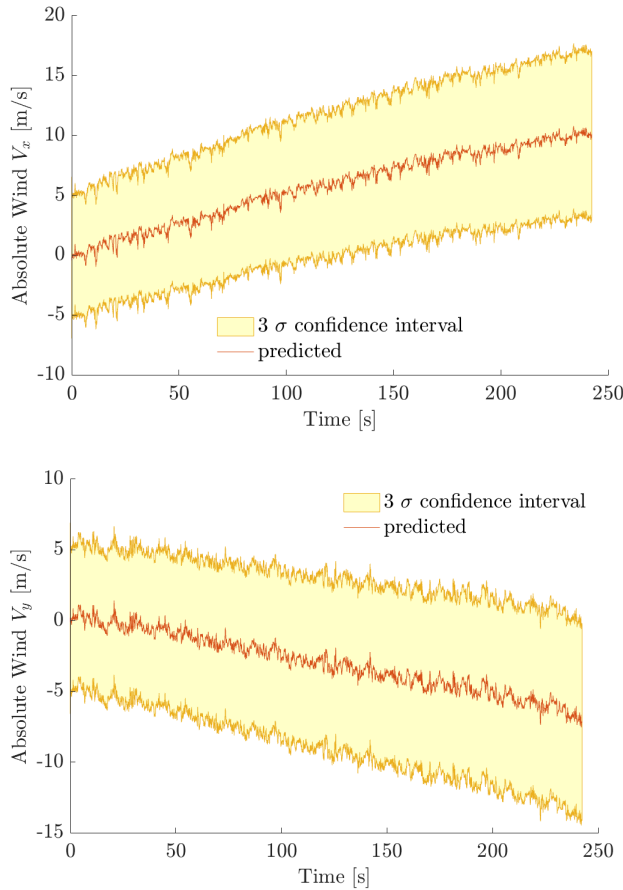 20
15
10
5
0
-5
-10
Absolute Wind Vₓ [m/s]
3 σ confidence interval
predicted
0 50 100 150 200 250
Time [s]
10
5
0
-5
-10
-15
Absolute Wind V_y [m/s]
3 σ confidence interval
predicted
0 50 100 150 200 250
Time [s]